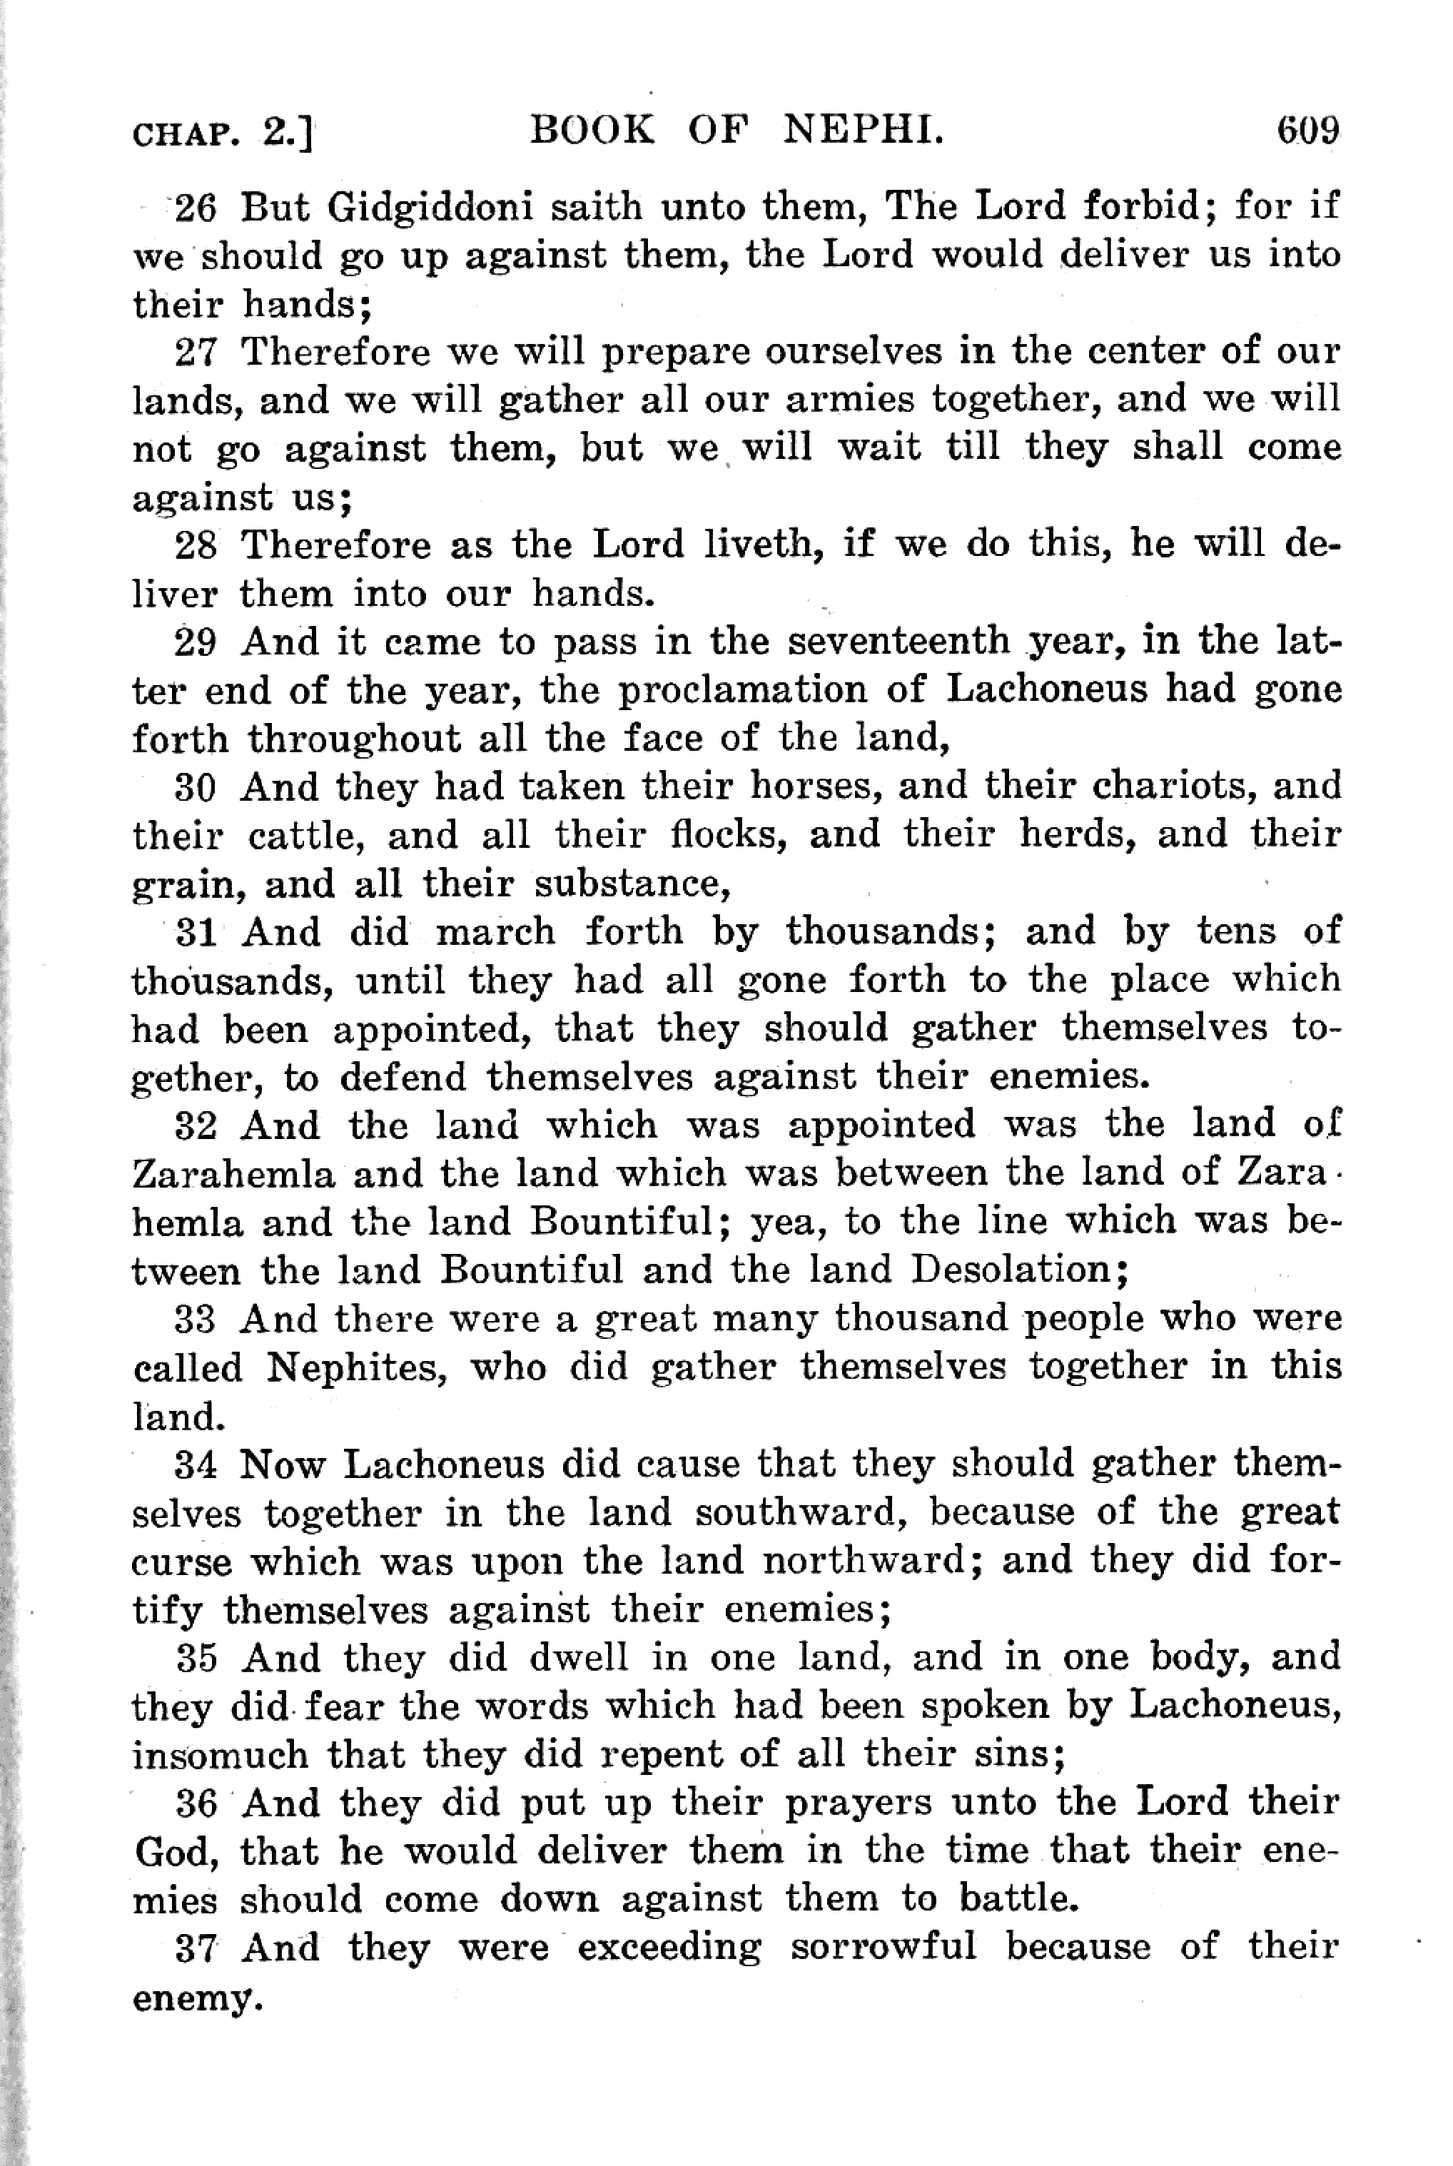 CHAP. 2.] BOOK OF NEPHI. 609
26 But Gidgiddoni saith unto them, The Lord forbid; for if
we should go up against them, the Lord would deliver us into
their hands;
27 Therefore we will prepare ourselves in the center of our
lands, and we will gather all our armies together, and we will
not go against them, but we will wait till they shall come
against us;
28 Therefore as the Lord liveth, if we do this, he will de-
liver them into our hands.
29 And it came to pass in the seventeenth year, in the lat-
ter end of the year, the proclamation of Lachoneus had gone
forth throughout all the face of the land,
30 And they had taken their horses, and their chariots, and
their cattle, and all their flocks, and their herds, and their
grain, and all their substance,
31 And did march forth by thousands; and by tens of
thousands, until they had all gone forth to the place which
had been appointed, that they should gather themselves to-
gether, to defend themselves against their enemies.
32 And the land which was appointed was the land of
Zarahemla and the land which was between the land of Zara-
hemla and the land Bountiful; yea, to the line which was be-
tween the land Bountiful and the land Desolation;
33 And there were a great many thousand people who were
called Nephites, who did gather themselves together in this
land.
34 Now Lachoneus did cause that they should gather them-
selves together in the land southward, because of the great
curse which was upon the land northward; and they did for-
tify themselves against their enemies;
35 And they did dwell in one land, and in one body, and
they did fear the words which had been spoken by Lachoneus,
insomuch that they did repent of all their sins;
36 And they did put up their prayers unto the Lord their
God, that he would deliver them in the time that their ene-
mies should come down against them to battle.
37 And they were exceeding sorrowful because of their
enemy.